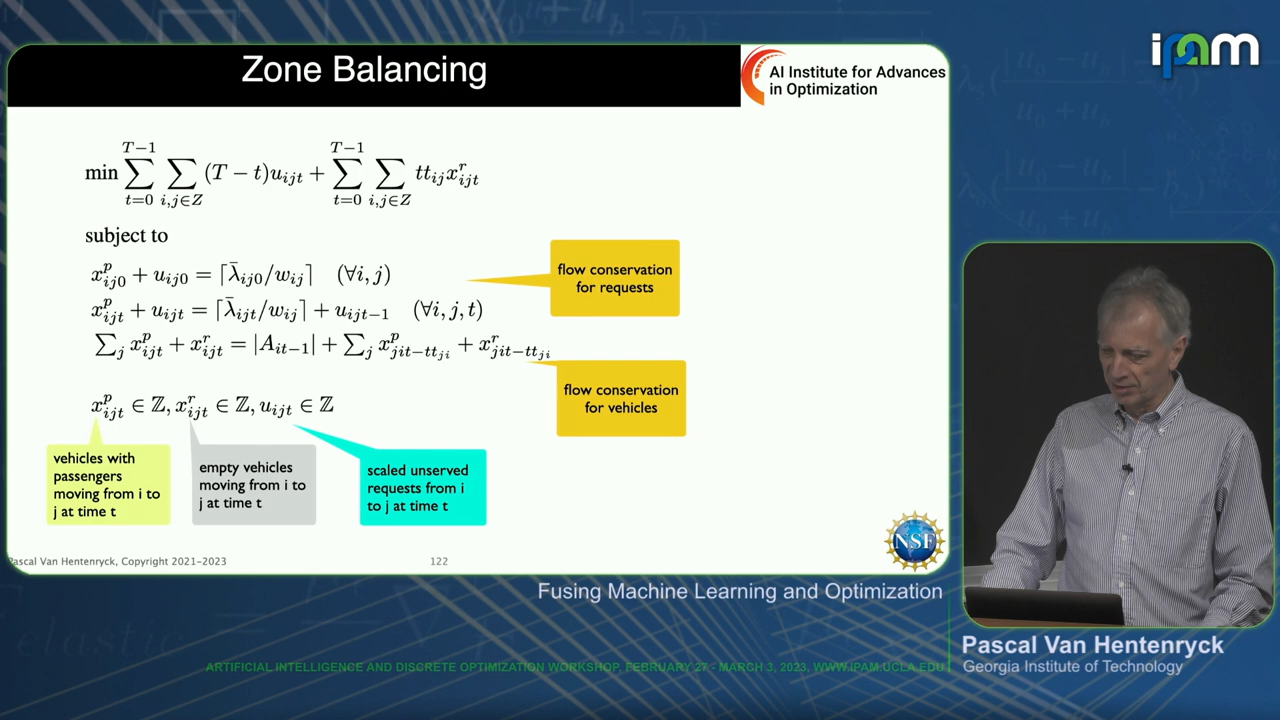 Zone Balancing
AI Institute for Advances
in Optimization
ipam
min \sum_{t=0}^{T-1} \sum_{i,j∈Z} (T − t)u_{ijt} + \sum_{t=0}^{T-1} \sum_{i,j∈Z} tt_{ij}x^r_{ijt}
subject to
x^p_{ij0} + u_{ij0} = ⌈λ̄_{ij0}/w_{ij}⌉ (∀i, j)
flow conservation
for requests
x^p_{ijt} + u_{ijt} = ⌈λ̄_{ijt}/w_{ij}⌉ + u_{ijt−1} (∀i, j, t)
∑_j x^p_{ijt} + x^r_{ijt} = |A_{it−1}| + ∑_j x^p_{jit−tt_{ji}} + x^r_{jit−tt_{ji}}
flow conservation
for vehicles
x^p_{ijt} ∈ ℤ, x^r_{ijt} ∈ ℤ, u_{ijt} ∈ ℤ
vehicles with
passengers
moving from i to
j at time t
empty vehicles
moving from i to
j at time t
scaled unserved
requests from i
to j at time t
NSF
Pascal Van Hentenryck, Copyright 2021-2023
122
Fusing Machine Learning and Optimization
Pascal Van Hentenryck
Georgia Institute of Technology
ARTIFICIAL INTELLIGENCE AND DISCRETE OPTIMIZATION WORKSHOP, FEBRUARY 27 - MARCH 3, 2023, WWW.IPAM.UCLA.EDU
elastic